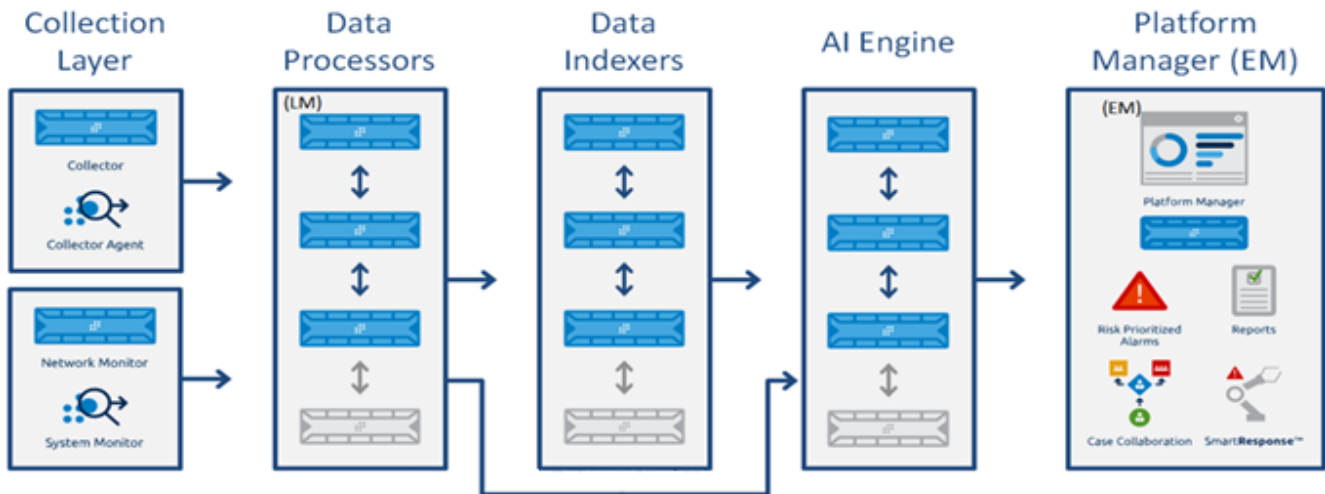 Collection
Layer
Data
Processors
Data
Indexers
AI Engine
Platform
Manager (EM)
Collector
Collector Agent
Network Monitor
System Monitor
(LM)
(EM)
Platform Manager
Risk Prioritized
Alarms
Reports
Case Collaboration
SmartResponse™